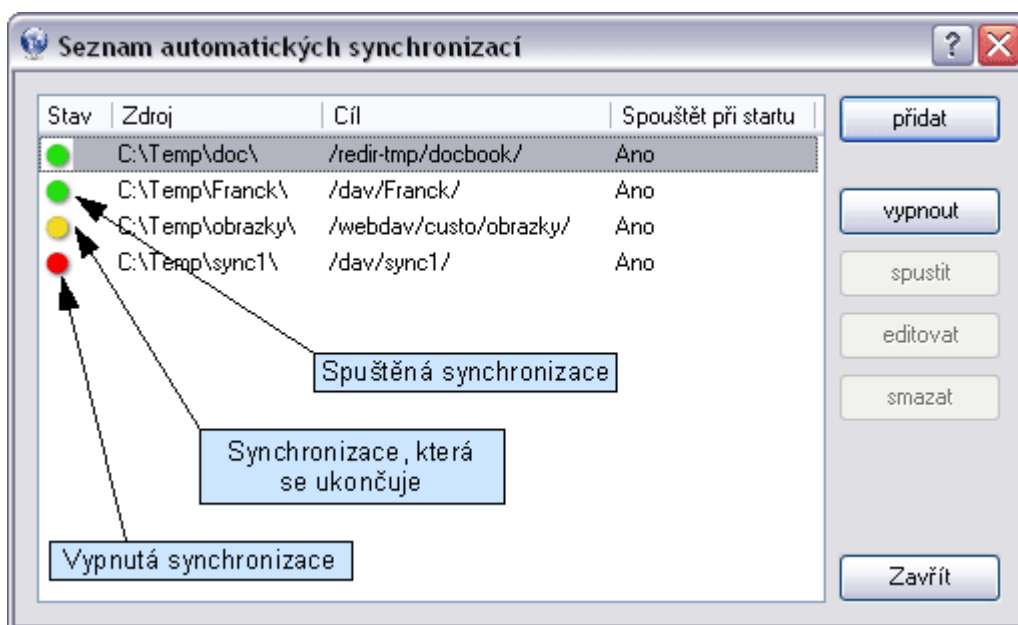 Seznam automatických synchronizací
Stav Zdroj Cíl Spouštět při startu
C:\Temp\doc\ /redir-tmp/docbook/ Ano
C:\Temp\Franck\ /dav/Franck/ Ano
C:\Temp\obrazky\ /webdav/custo/obrazky/ Ano
C:\Temp\sync1\ /dav/sync1/ Ano
Spuštěná synchronizace
Synchronizace, která
se ukončuje
Vypnutá synchronizace
přidat
vypnout
spustit
editovat
smazat
Zavřít